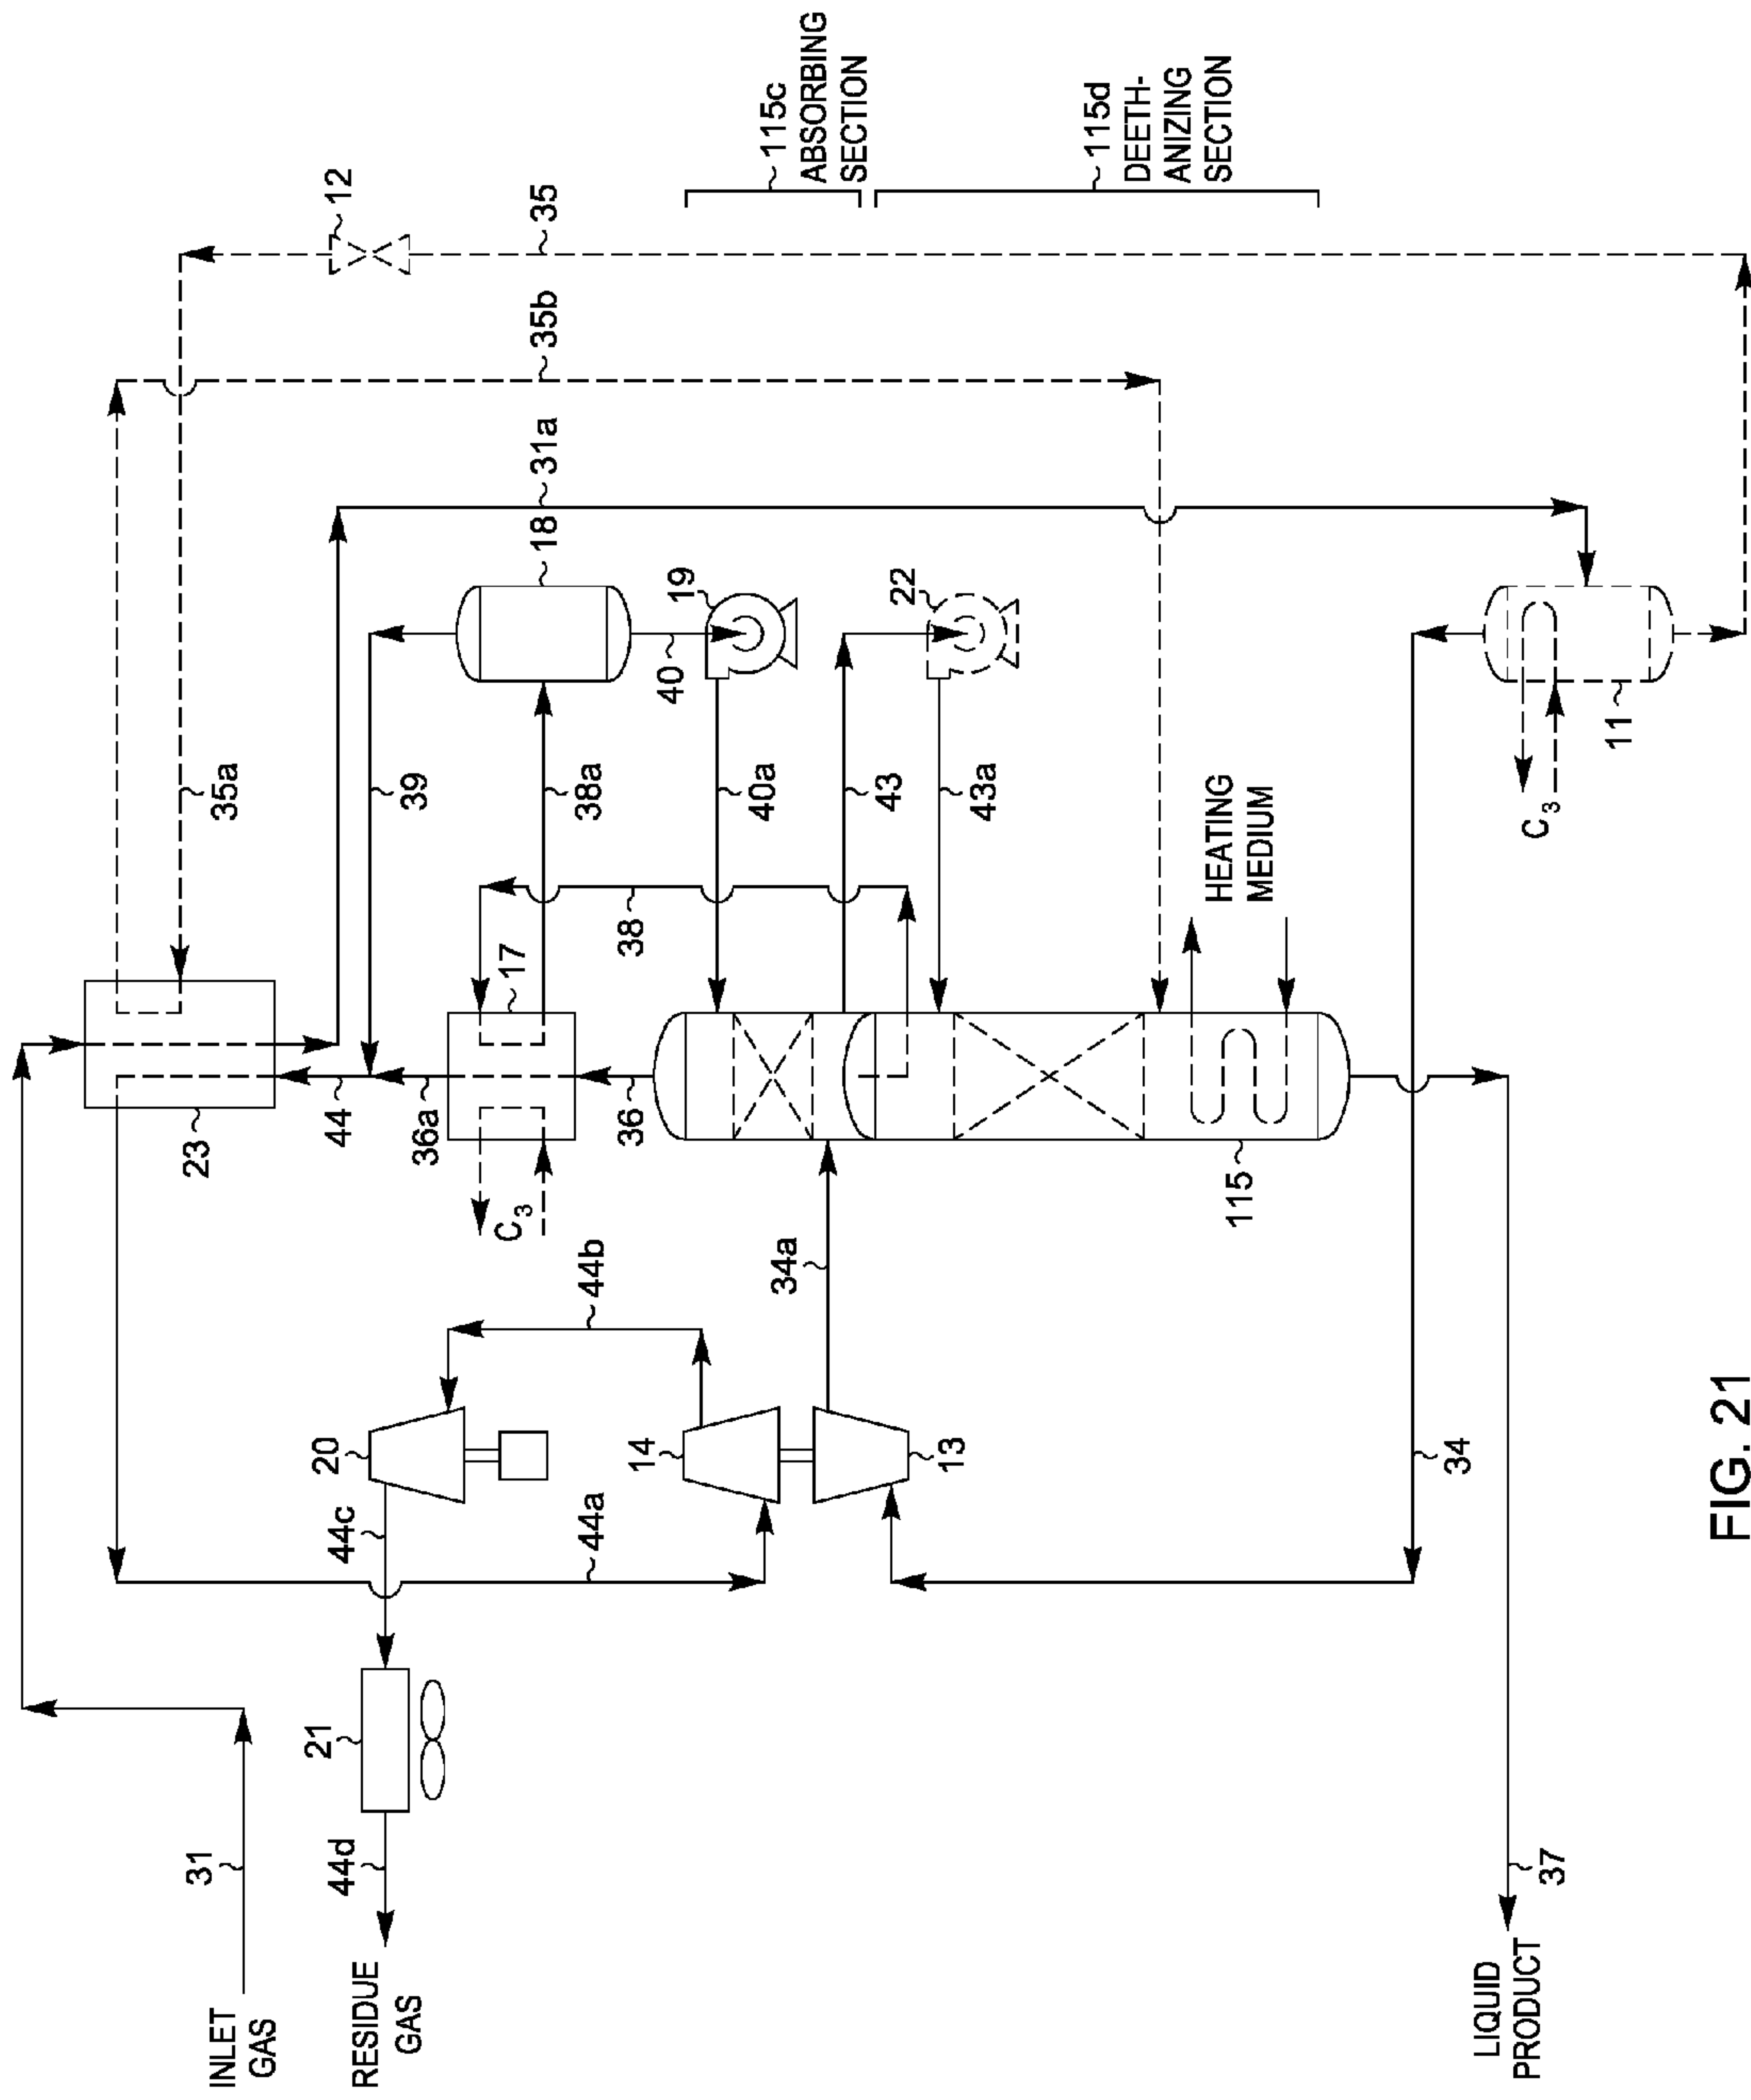 INLET
GAS
31
RESIDUE
GAS
44d
21
44c
20
44a
44b
14
13
34a
34
LIQUID
PRODUCT
37
23
44
36a
C3
36
17
38
115
35a
39
38a
40a
43
43a
HEATING
MEDIUM
C3
11
18
40
19
22
31a
35b
35
12
115c
ABSORBING
SECTION
115d
DEETH-
ANIZING
SECTION
FIG. 21